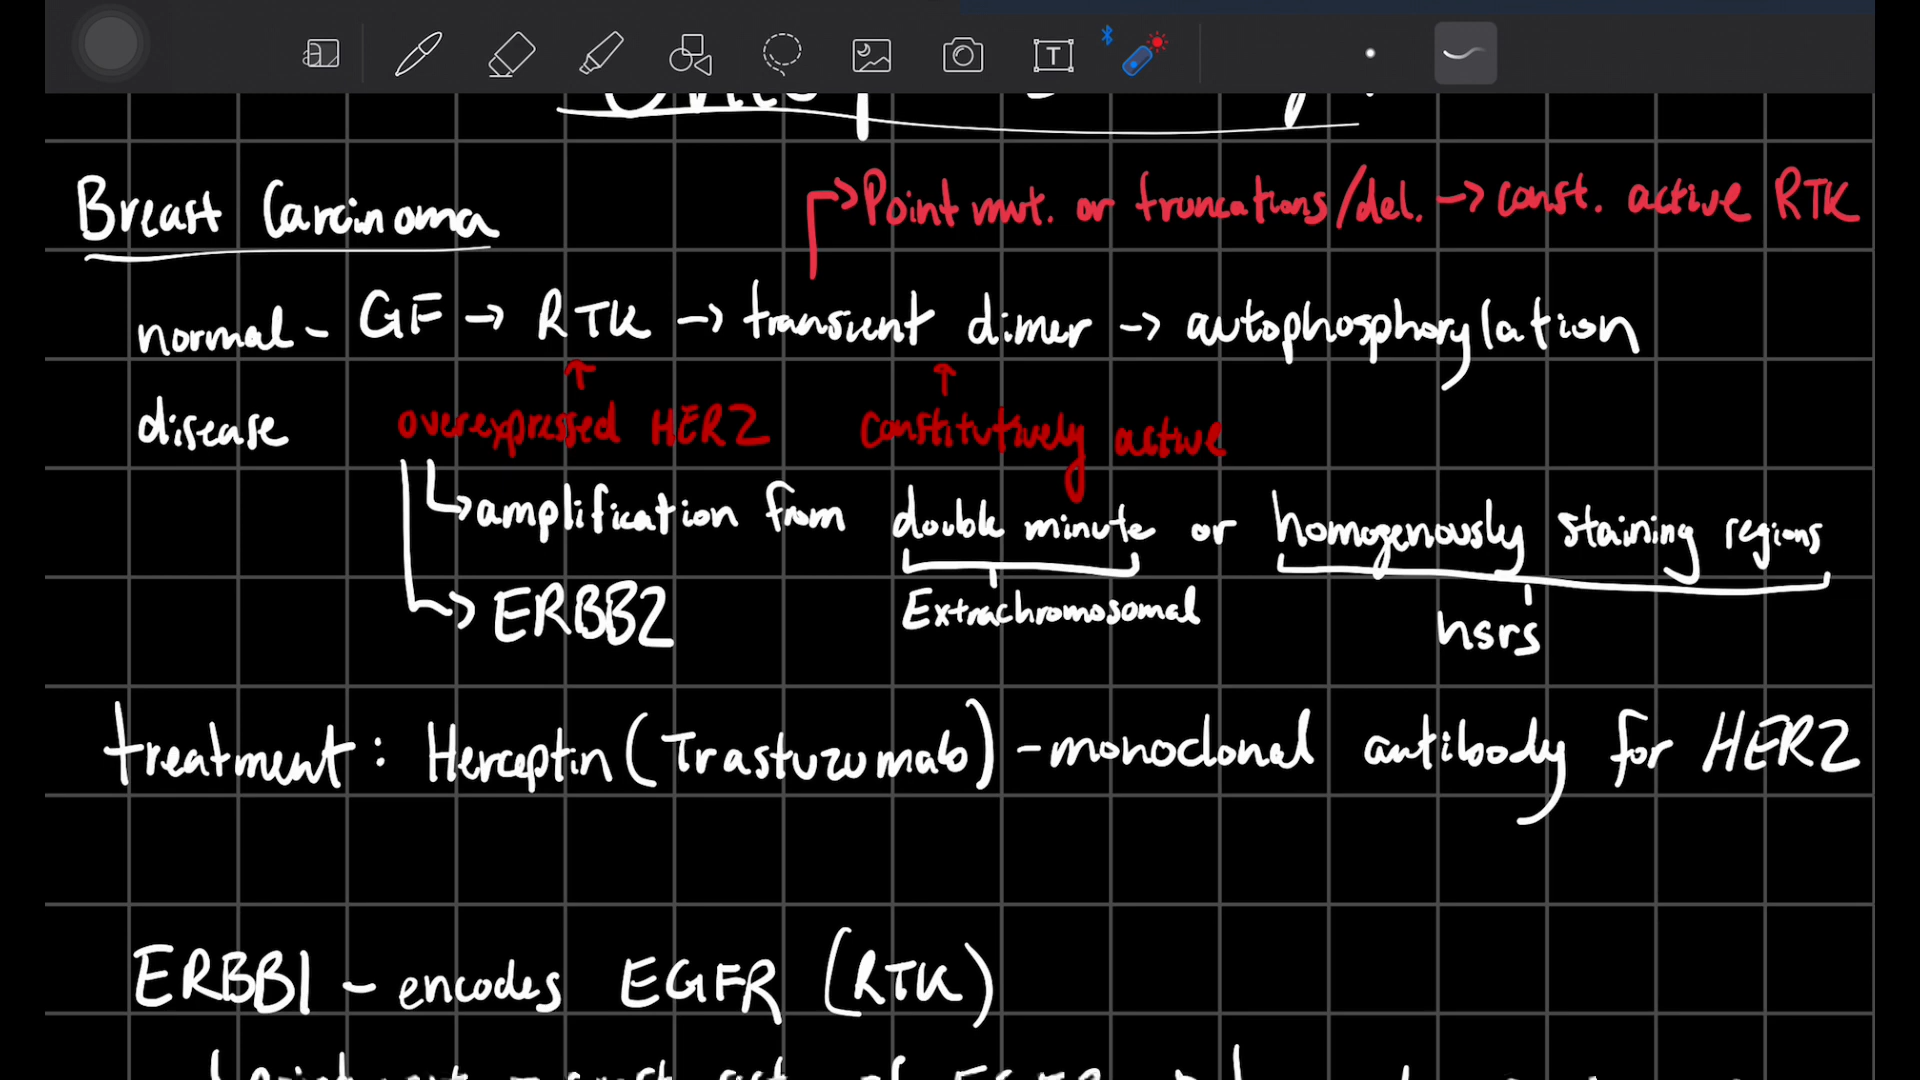 Breast Carcinoma
Point mut. or truncations/del. → const. active RTK
normal - GF → RTK → transient dimer → autophosphorylation
disease overexpressed HER2 constitutively active
amplification from double minute or homogenously staining regions
ERBB2 Extrachromosomal hsrs
treatment: Herceptin (Trastuzumab) - monoclonal antibody for HER2
ERBB1 - encodes EGFR (RTK)